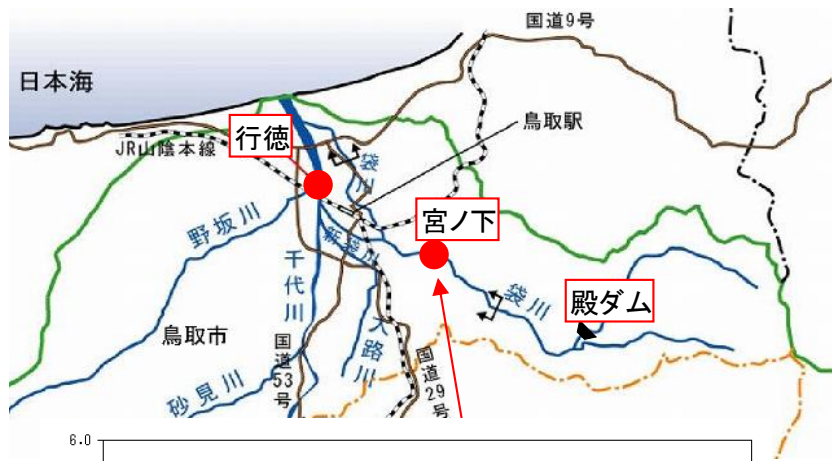 国道9号
日本海
鳥取駅
行徳
JR山陰本線
袋川
宮ノ下
野坂川
新袋川
千代川
袋川
殿ダム
鳥取市
大路川
国道53号
国道29号
砂見川
6.0